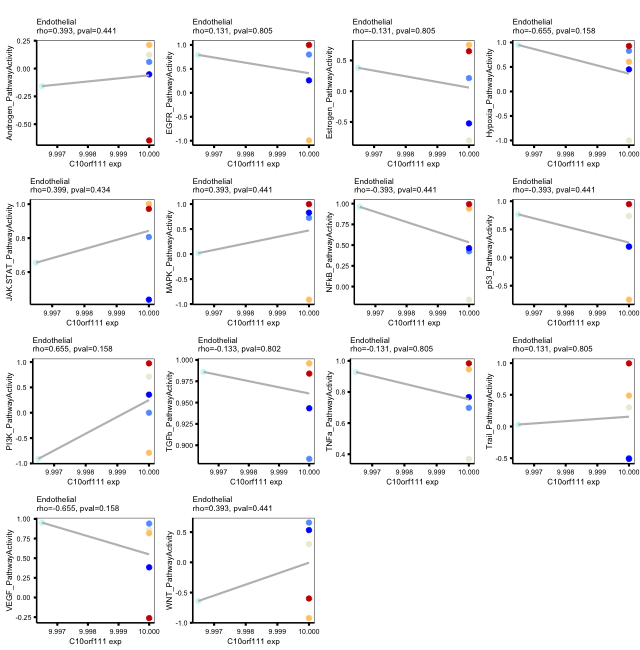 Endothelial
rho=0.393, pval=0.441
Androgen_PathwayActivity
0.25
0.00
-0.25
-0.50
9.997
9.998
9.999
10.000
C10orf111 exp
Endothelial
rho=0.131, pval=0.805
EGFR_PathwayActivity
1.0
0.5
0.0
-0.5
-1.0
9.997
9.998
9.999
10.000
C10orf111 exp
Endothelial
rho=-0.131, pval=0.805
Estrogen_PathwayActivity
0.5
0.0
-0.5
9.997
9.998
9.999
10.000
C10orf111 exp
Endothelial
rho=-0.655, pval=0.158
Hypoxia_PathwayActivity
1.0
0.5
0.0
-0.5
-1.0
9.997
9.998
9.999
10.000
C10orf111 exp
Endothelial
rho=0.399, pval=0.434
JAK.STAT_PathwayActivity
1.0
0.8
0.6
9.997
9.998
9.999
10.000
C10orf111 exp
Endothelial
rho=0.393, pval=0.441
MAPK_PathwayActivity
1.0
0.5
0.0
-0.5
-1.0
9.997
9.998
9.999
10.000
C10orf111 exp
Endothelial
rho=-0.393, pval=0.441
NFkB_PathwayActivity
1.00
0.75
0.50
0.25
0.00
9.997
9.998
9.999
10.000
C10orf111 exp
Endothelial
rho=-0.393, pval=0.441
p53_PathwayActivity
1.0
0.5
0.0
-0.5
9.997
9.998
9.999
10.000
C10orf111 exp
Endothelial
rho=0.655, pval=0.158
PI3K_PathwayActivity
1.0
0.5
0.0
-0.5
-1.0
9.997
9.998
9.999
10.000
C10orf111 exp
Endothelial
rho=-0.133, pval=0.802
TGFb_PathwayActivity
1.000
0.975
0.950
0.925
0.900
9.997
9.998
9.999
10.000
C10orf111 exp
Endothelial
rho=-0.131, pval=0.805
TNFa_PathwayActivity
1.0
0.8
0.6
0.4
9.997
9.998
9.999
10.000
C10orf111 exp
Endothelial
rho=0.131, pval=0.805
Trail_PathwayActivity
1.0
0.5
0.0
-0.5
9.997
9.998
9.999
10.000
C10orf111 exp
Endothelial
rho=-0.655, pval=0.158
VEGF_PathwayActivity
1.00
0.75
0.50
0.25
0.00
-0.25
9.997
9.998
9.999
10.000
C10orf111 exp
Endothelial
rho=0.393, pval=0.441
WNT_PathwayActivity
0.5
0.0
-0.5
-1.0
9.997
9.998
9.999
10.000
C10orf111 exp